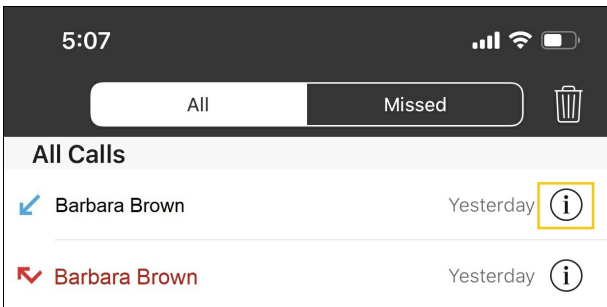 5:07
All Missed
All Calls
Barbara Brown Yesterday i
Barbara Brown Yesterday i